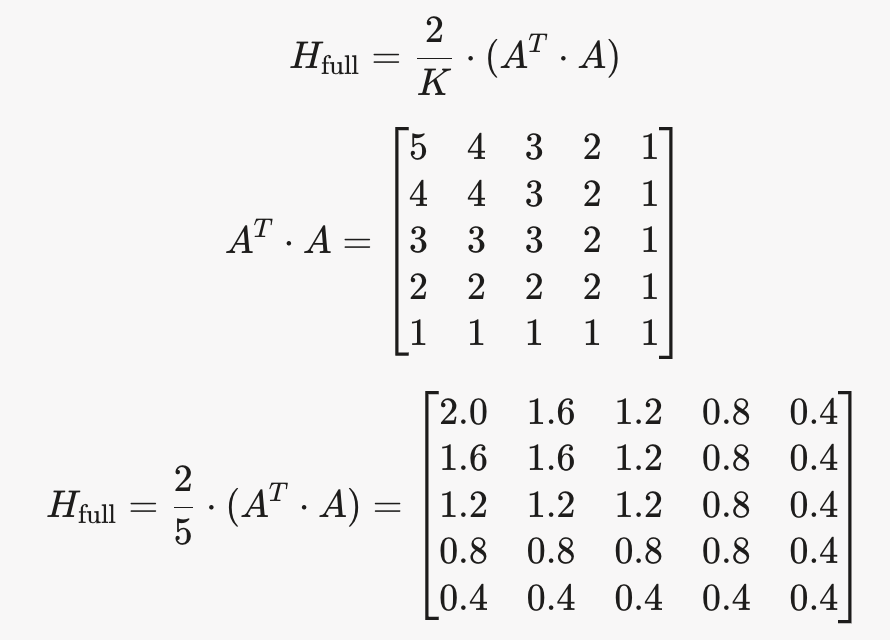 H_full = 2/K · (A^T · A)
A^T · A = [5 4 3 2 1
4 4 3 2 1
3 3 3 2 1
2 2 2 2 1
1 1 1 1 1]
H_full = 2/5 · (A^T · A) = [2.0 1.6 1.2 0.8 0.4
1.6 1.6 1.2 0.8 0.4
1.2 1.2 1.2 0.8 0.4
0.8 0.8 0.8 0.8 0.4
0.4 0.4 0.4 0.4 0.4]